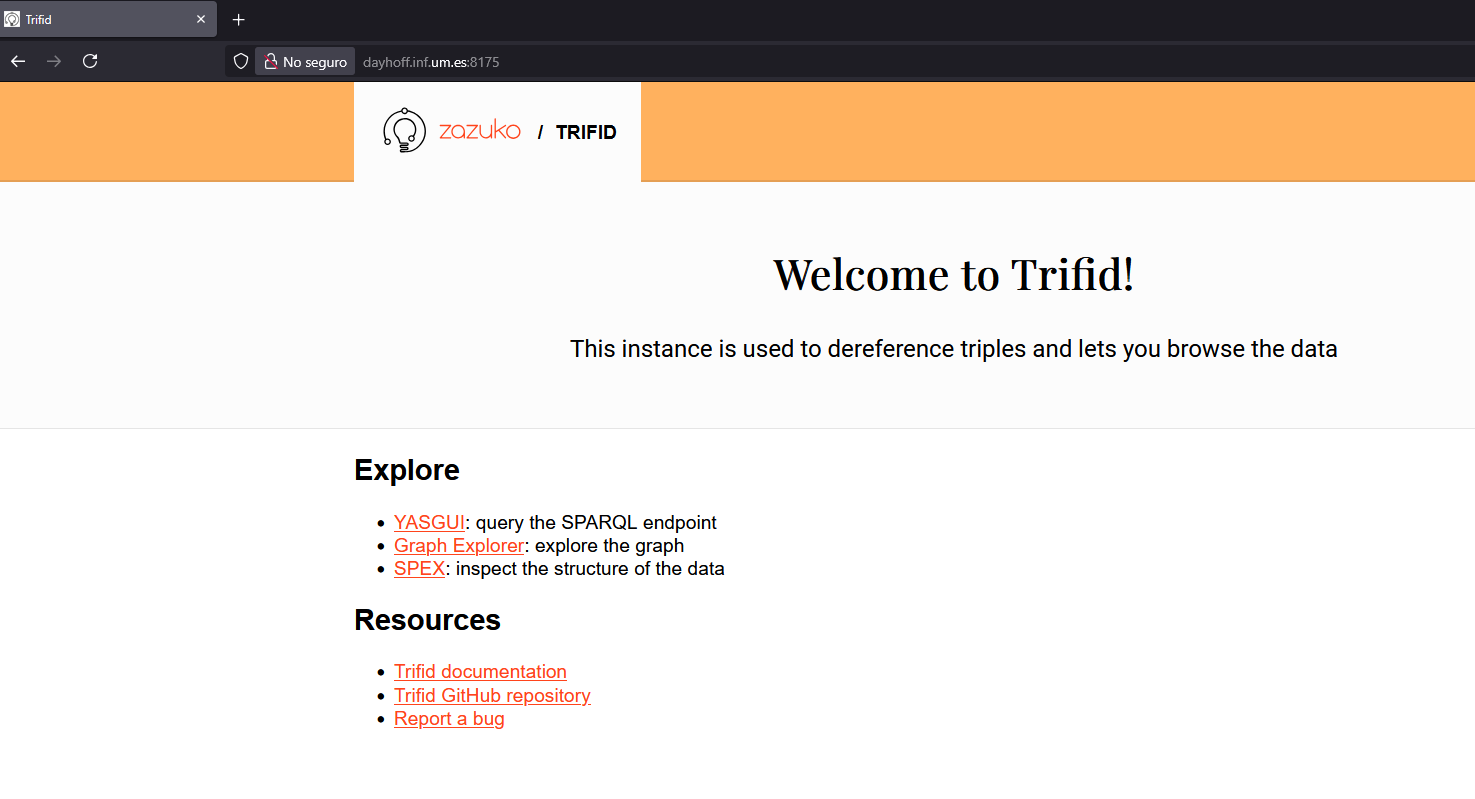 Trifid
No seguro dayhoff.inf.um.es:8175
zazuko / TRIFID
Welcome to Trifid!
This instance is used to dereference triples and lets you browse the data
Explore
• YASGUI: query the SPARQL endpoint
• Graph Explorer: explore the graph
• SPEX: inspect the structure of the data
Resources
• Trifid documentation
• Trifid GitHub repository
• Report a bug